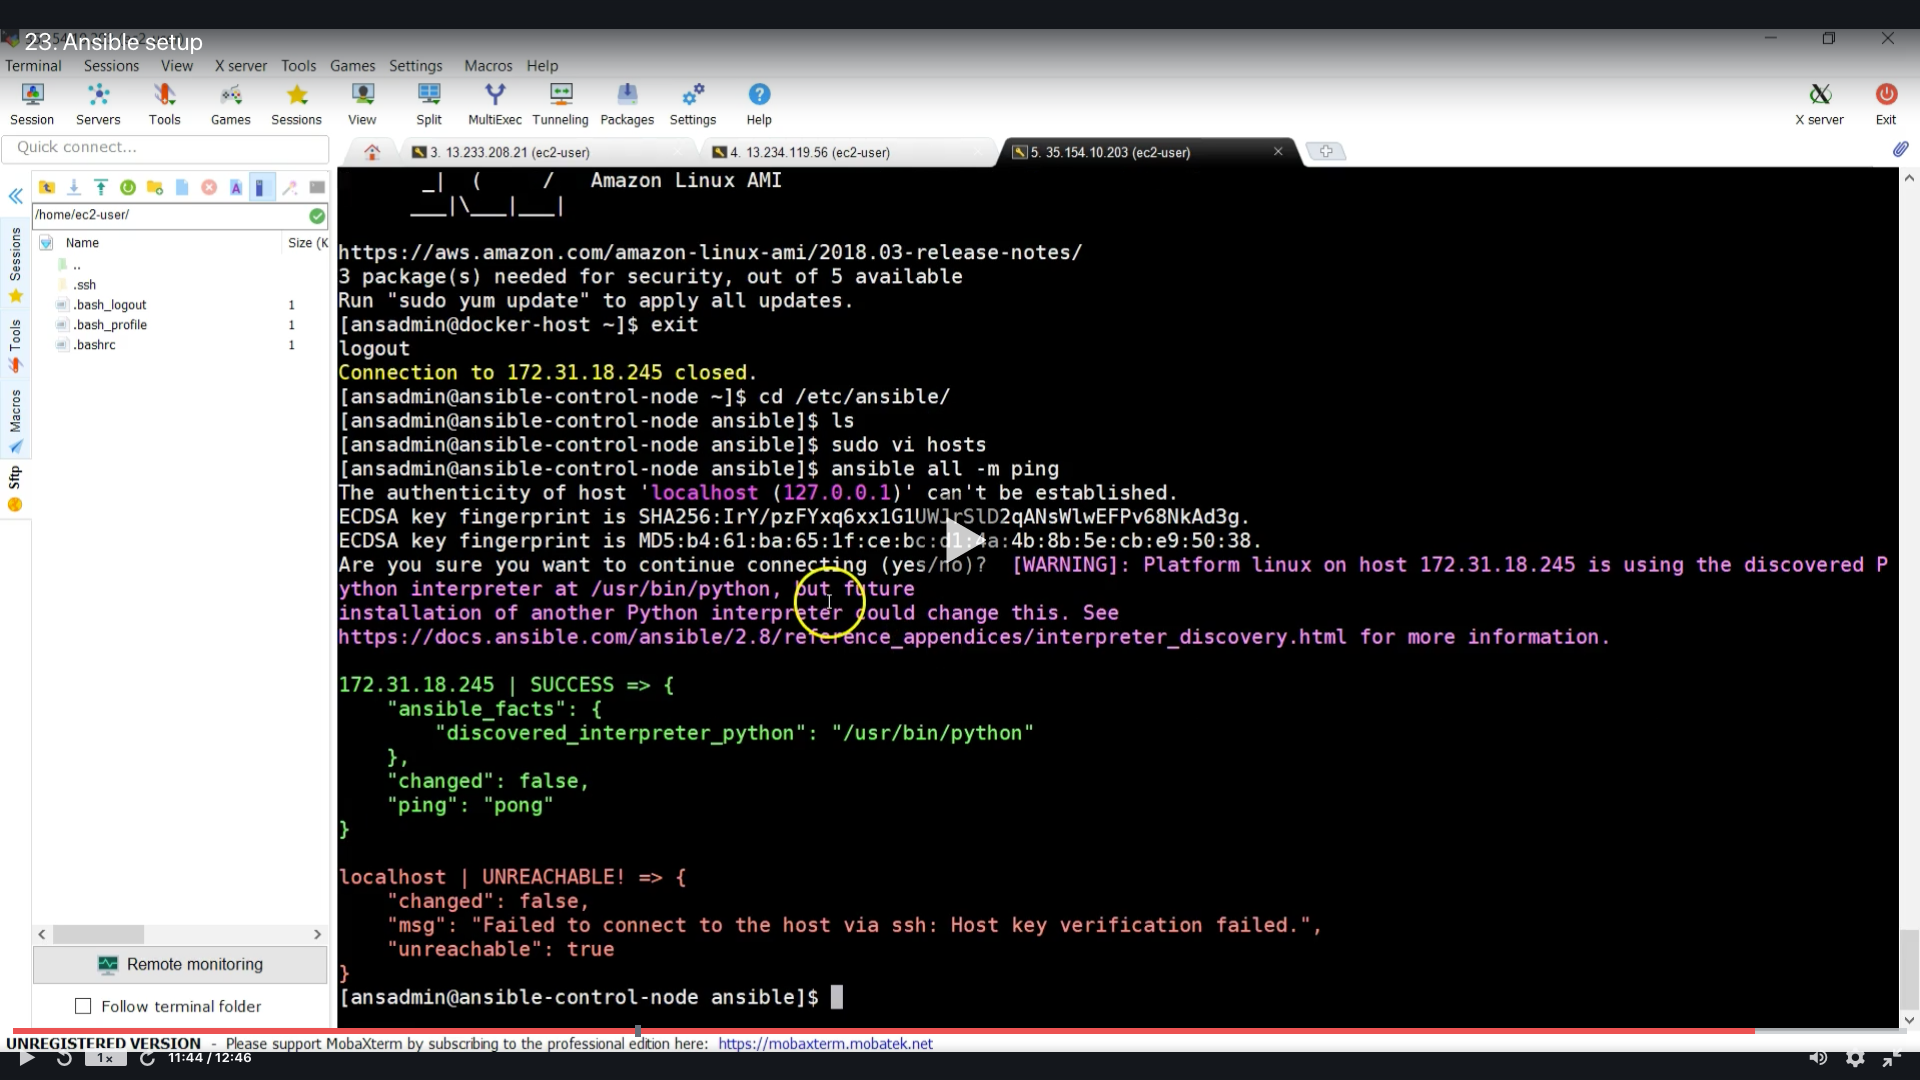 23. Ansible setup
Terminal Sessions View X server Tools Games Settings Macros Help
Session Servers Tools Games Sessions View Split MultiExec Tunneling Packages Settings Help X server Exit
Quick connect...
3. 13.233.208.21 (ec2-user)
4. 13.234.119.56 (ec2-user)
5. 35.154.10.203 (ec2-user)
/home/ec2-user/
Name Size (K
..
.ssh
.bash_logout 1
.bash_profile 1
.bashrc 1
Sessions
Tools
Macros
Sftp
Remote monitoring
Follow terminal folder
_| ( / Amazon Linux AMI
___|\___|___|
https://aws.amazon.com/amazon-linux-ami/2018.03-release-notes/
3 package(s) needed for security, out of 5 available
Run "sudo yum update" to apply all updates.
[ansadmin@docker-host ~]$ exit
logout
Connection to 172.31.18.245 closed.
[ansadmin@ansible-control-node ~]$ cd /etc/ansible/
[ansadmin@ansible-control-node ansible]$ ls
[ansadmin@ansible-control-node ansible]$ sudo vi hosts
[ansadmin@ansible-control-node ansible]$ ansible all -m ping
The authenticity of host 'localhost (127.0.0.1)' can't be established.
ECDSA key fingerprint is SHA256:IrY/pzFYxq6xx1G1UWJrSlD2qANsWlwEFPv68NkAd3g.
ECDSA key fingerprint is MD5:b4:61:ba:65:1f:ce:bc:d1:4a:4b:8b:5e:cb:e9:50:38.
Are you sure you want to continue connecting (yes/no)? [WARNING]: Platform linux on host 172.31.18.245 is using the discovered P
ython interpreter at /usr/bin/python, but future
installation of another Python interpreter could change this. See
https://docs.ansible.com/ansible/2.8/reference_appendices/interpreter_discovery.html for more information.
172.31.18.245 | SUCCESS => {
"ansible_facts": {
"discovered_interpreter_python": "/usr/bin/python"
},
"changed": false,
"ping": "pong"
}
localhost | UNREACHABLE! => {
"changed": false,
"msg": "Failed to connect to the host via ssh: Host key verification failed.",
"unreachable": true
}
[ansadmin@ansible-control-node ansible]$
UNREGISTERED VERSION - Please support MobaXterm by subscribing to the professional edition here: https://mobaxterm.mobatek.net
1x 11:44 / 12:46